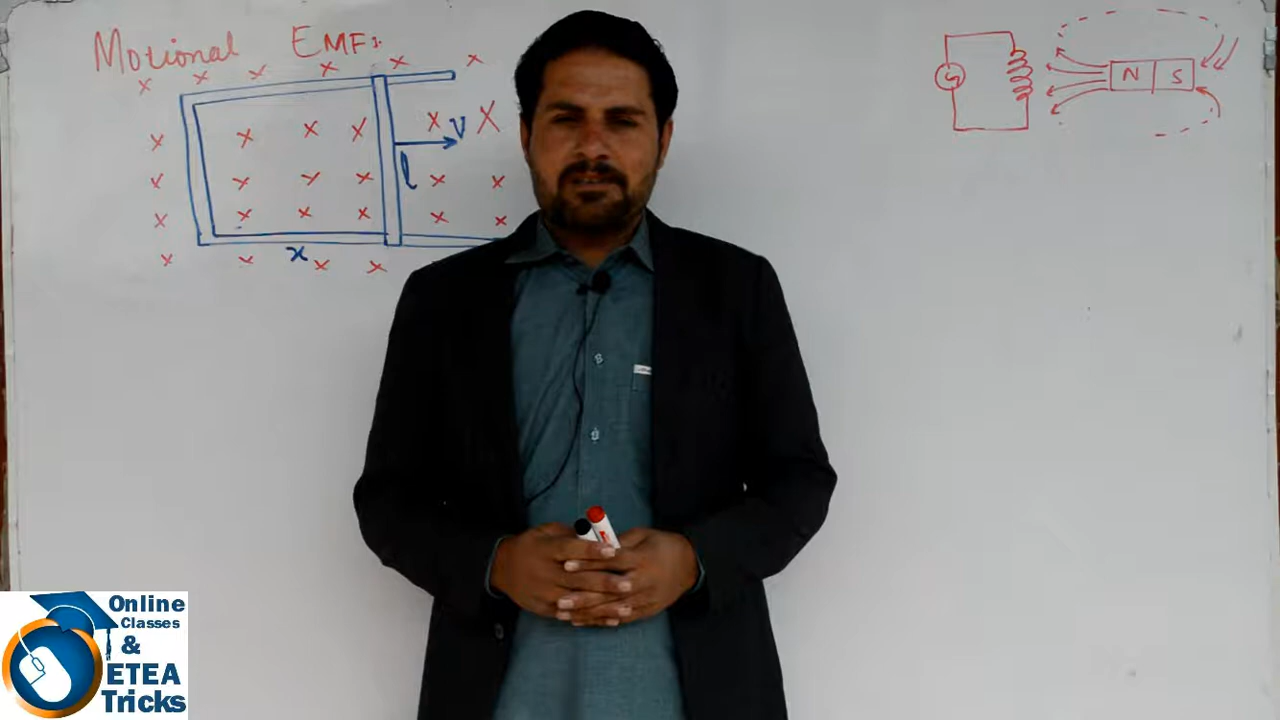 Motional EMF:
V
l
x
G
N S
Online
Classes
&
ETEA
Tricks